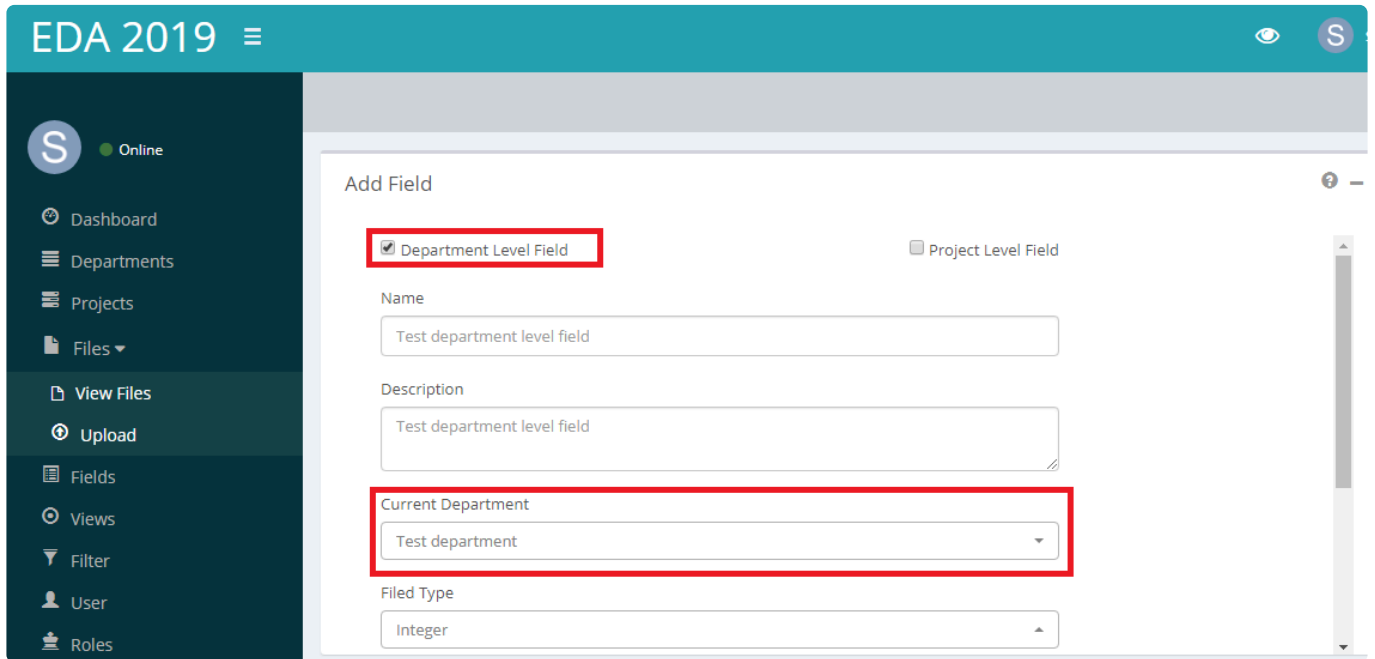 EDA 2019
S
S
Online
Add Field
Dashboard
Departments
Projects
Files
View Files
Upload
Fields
Views
Filter
User
Roles
Department Level Field
Project Level Field
Name
Test department level field
Description
Test department level field
Current Department
Test department
Filed Type
Integer